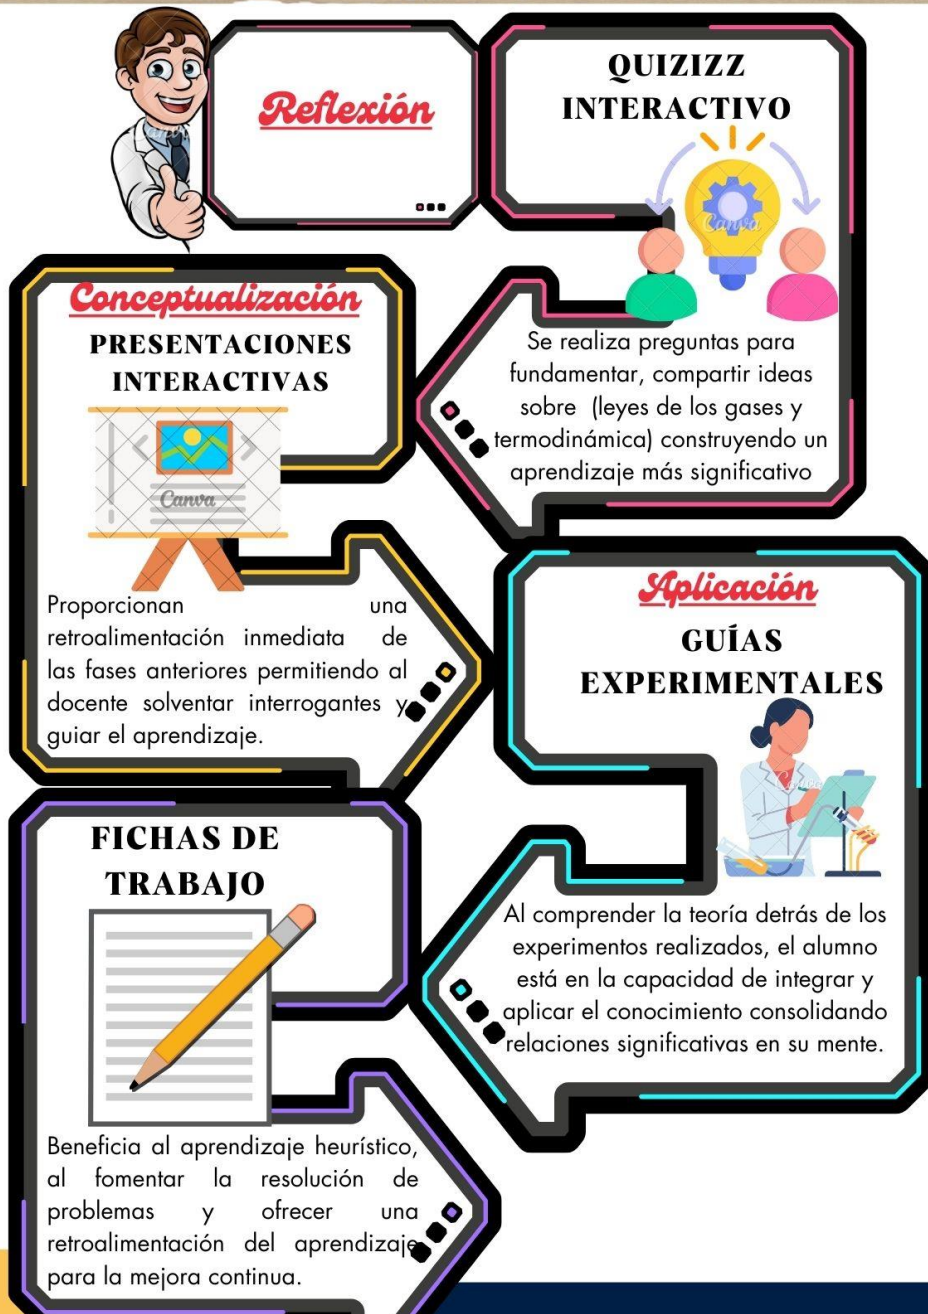 Reflexión
QUIZIZZ
INTERACTIVO
Se realiza preguntas para
fundamentar, compartir ideas
sobre (leyes de los gases y
termodinámica) construyendo un
aprendizaje más significativo
Conceptualización
PRESENTACIONES
INTERACTIVAS
Canva
Proporcionan una
retroalimentación inmediata de
las fases anteriores permitiendo al
docente solventar interrogantes y
guiar el aprendizaje.
Aplicación
GUÍAS
EXPERIMENTALES
Al comprender la teoría detrás de los
experimentos realizados, el alumno
está en la capacidad de integrar y
aplicar el conocimiento consolidando
relaciones significativas en su mente.
FICHAS DE
TRABAJO
Beneficia al aprendizaje heurístico,
al fomentar la resolución de
problemas y ofrecer una
retroalimentación del aprendizaje
para la mejora continua.